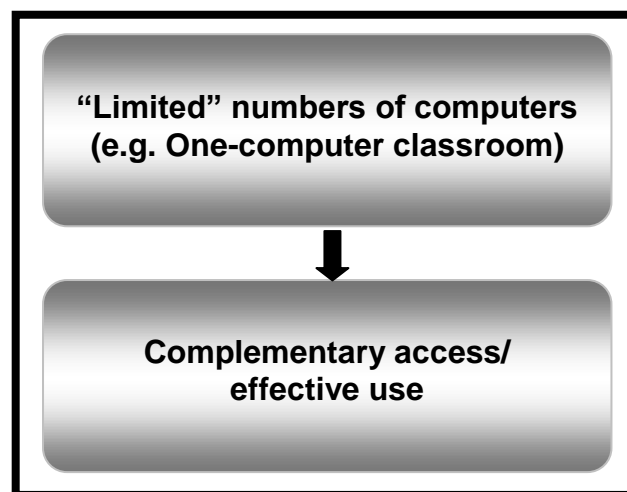 “Limited” numbers of computers
(e.g. One-computer classroom)
Complementary access/
effective use